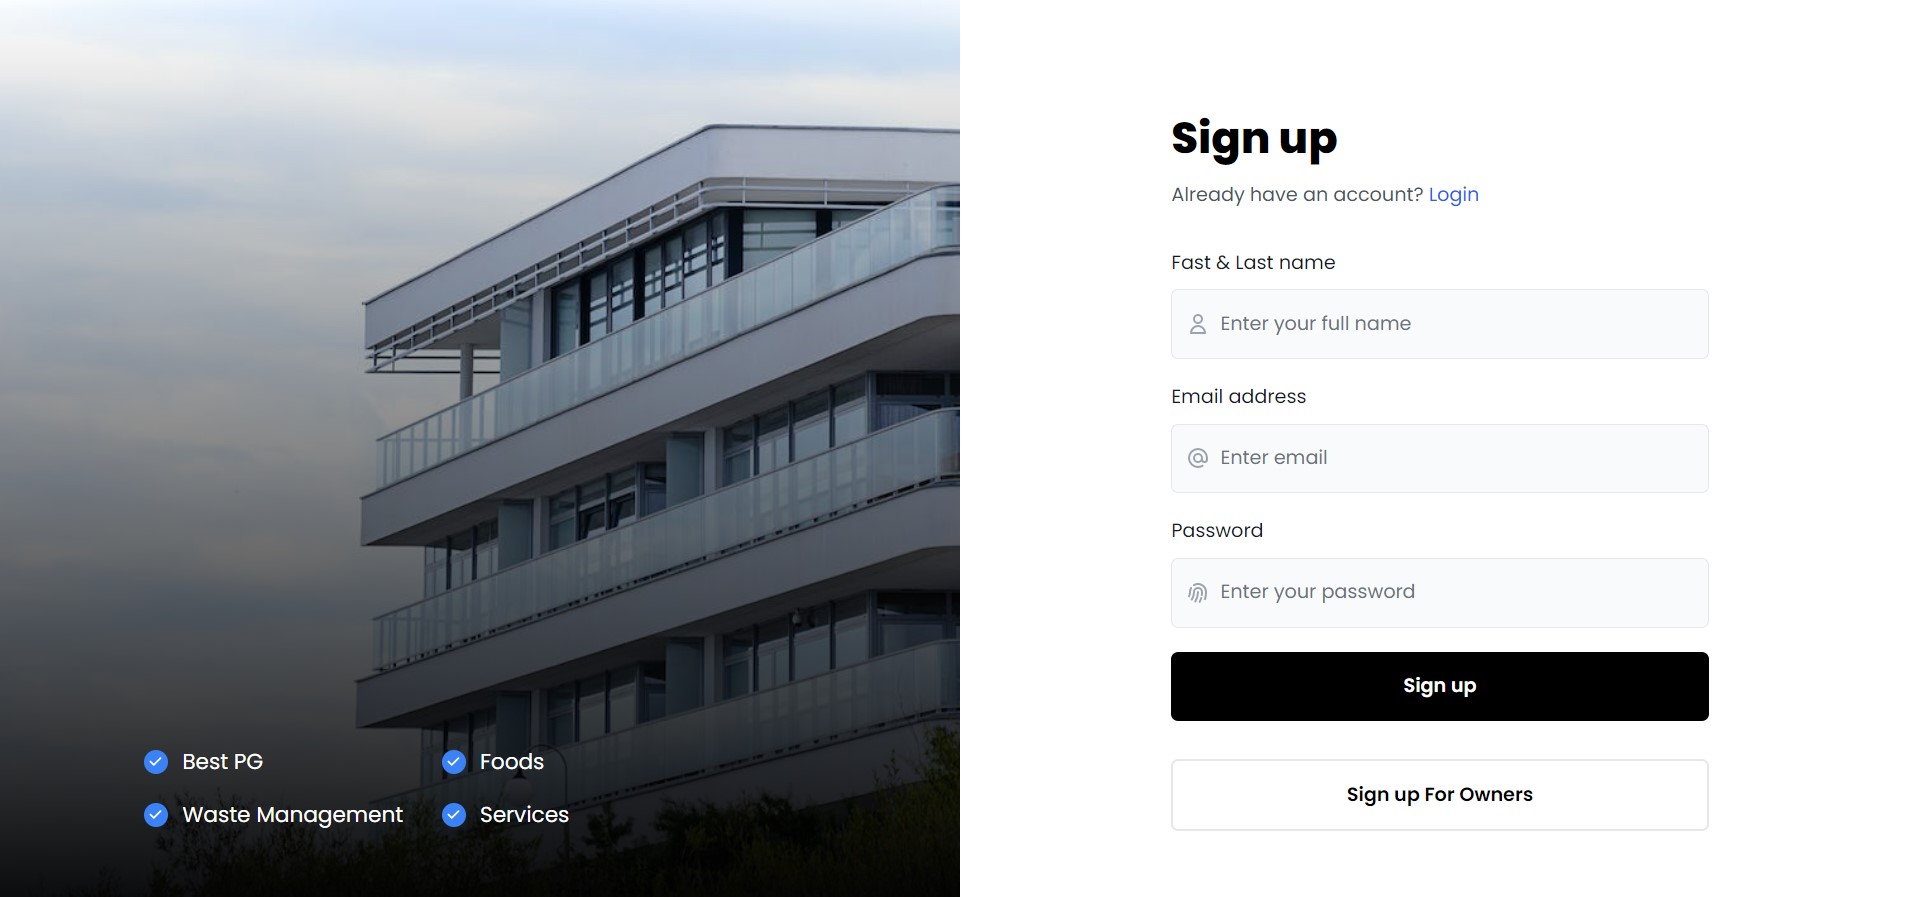 Best PG
Foods
Waste Management
Services
Sign up
Already have an account? Login
Fast & Last name
Enter your full name
Email address
Enter email
Password
Enter your password
Sign up
Sign up For Owners